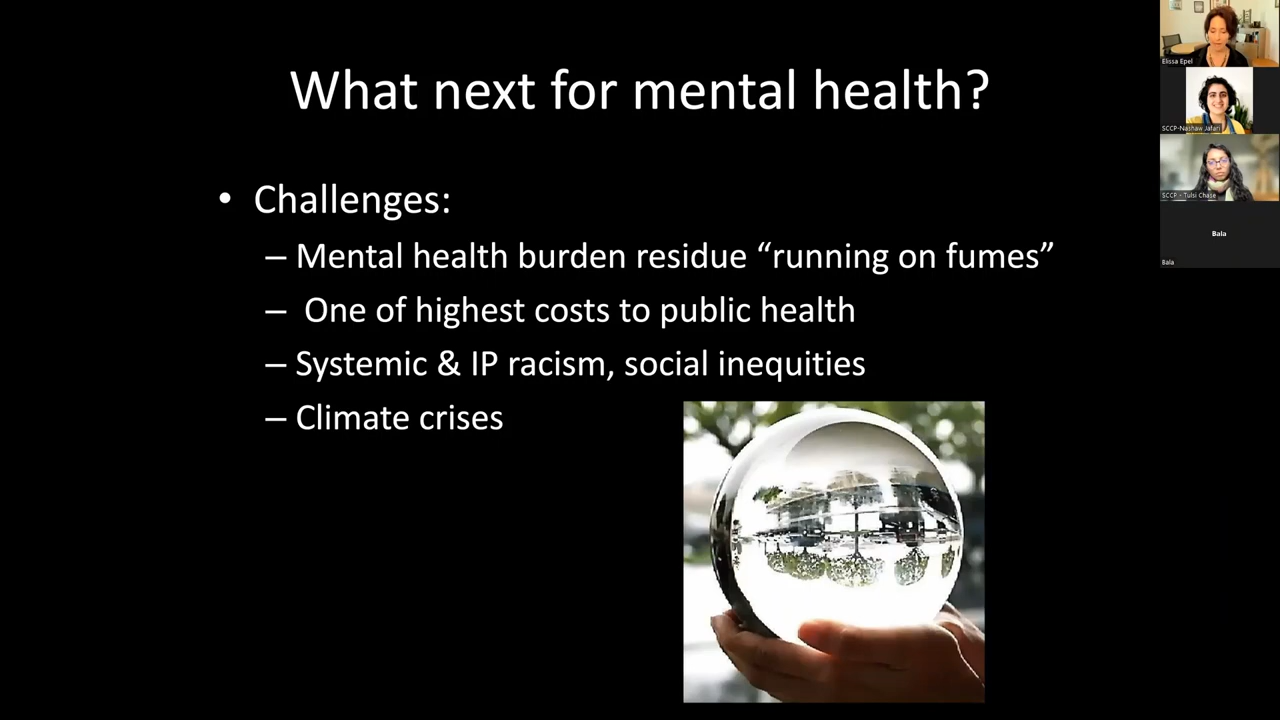 What next for mental health?
• Challenges:
– Mental health burden residue “running on fumes”
– One of highest costs to public health
– Systemic & IP racism, social inequities
– Climate crises
Elissa Epel
SCCP-Nashaw Jafari
SCCP - Tulsi Chase
Bala
Bala